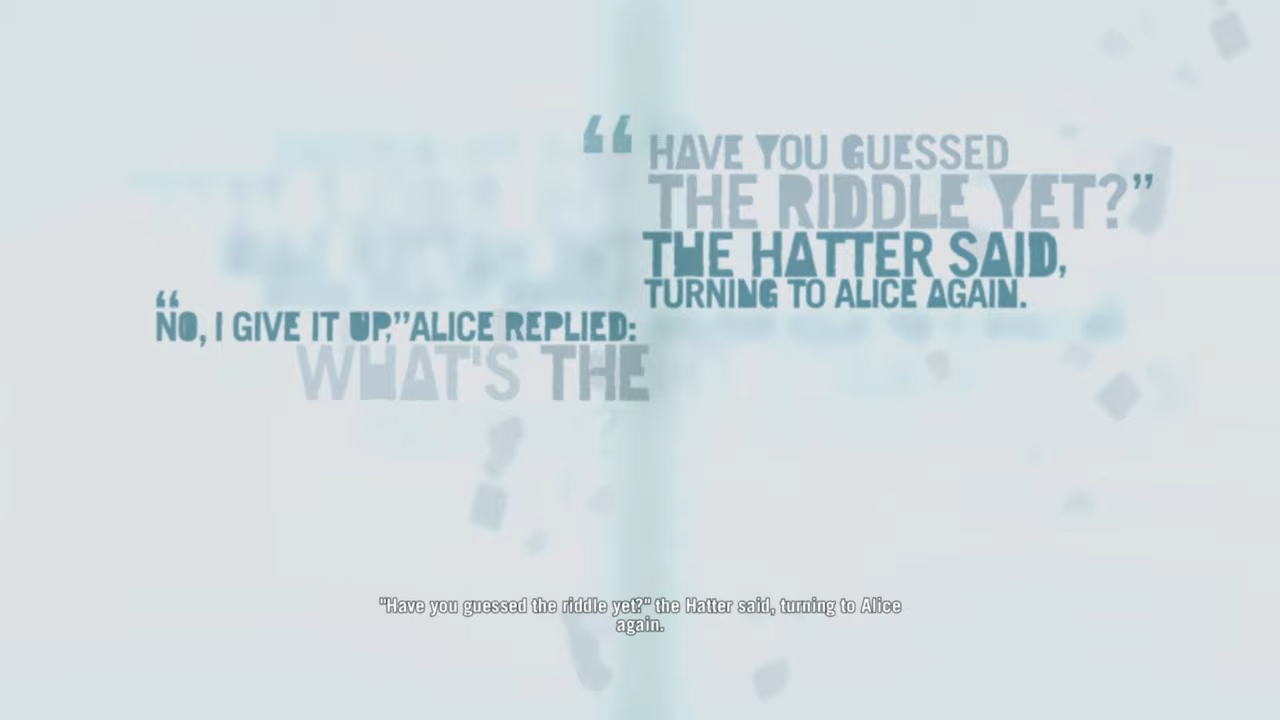 “HAVE YOU GUESSED
THE RIDDLE YET?”
THE HATTER SAID,
TURNING TO ALICE AGAIN.
“NO, I GIVE IT UP,”ALICE REPLIED:
WHAT'S THE
"Have you guessed the riddle yet?" the Hatter said, turning to Alice
again.